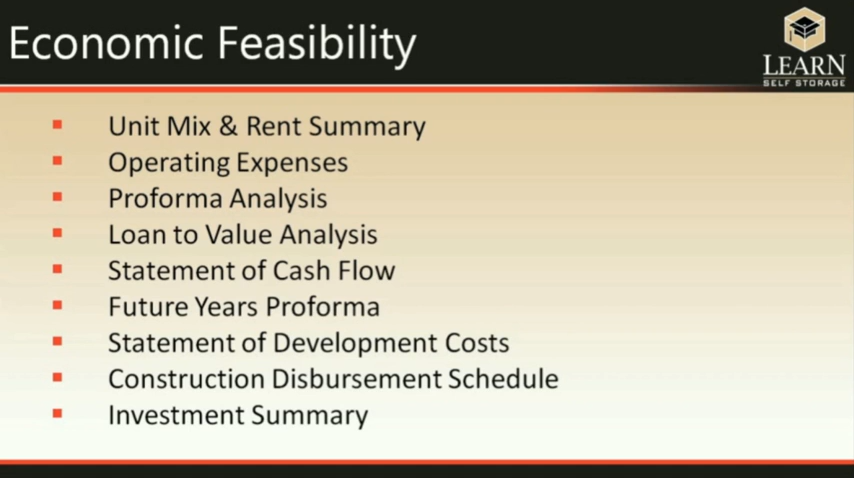 Economic Feasibility
LEARN
SELF STORAGE
Unit Mix & Rent Summary
Operating Expenses
Proforma Analysis
Loan to Value Analysis
Statement of Cash Flow
Future Years Proforma
Statement of Development Costs
Construction Disbursement Schedule
Investment Summary